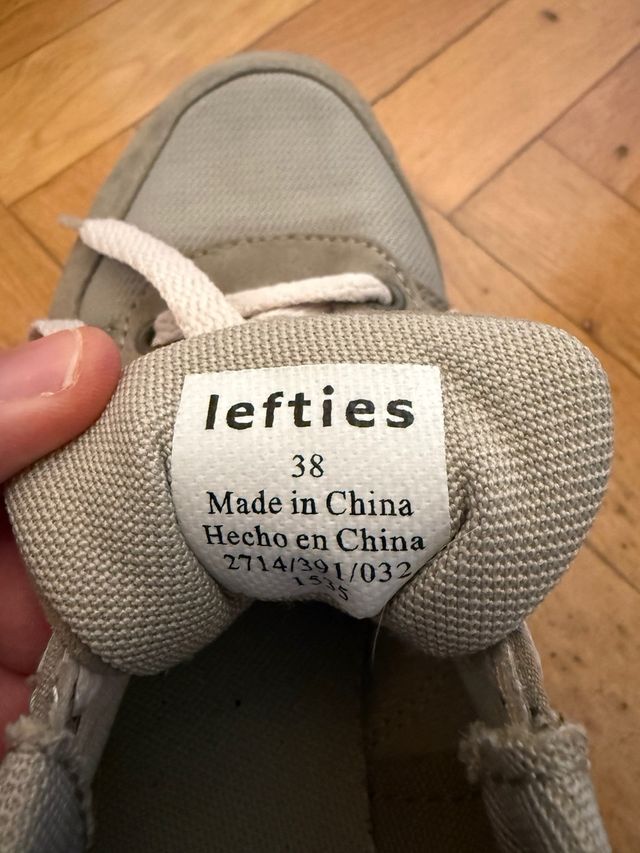 lefties
38
Made in China
Hecho en China
2714/391/032
1535